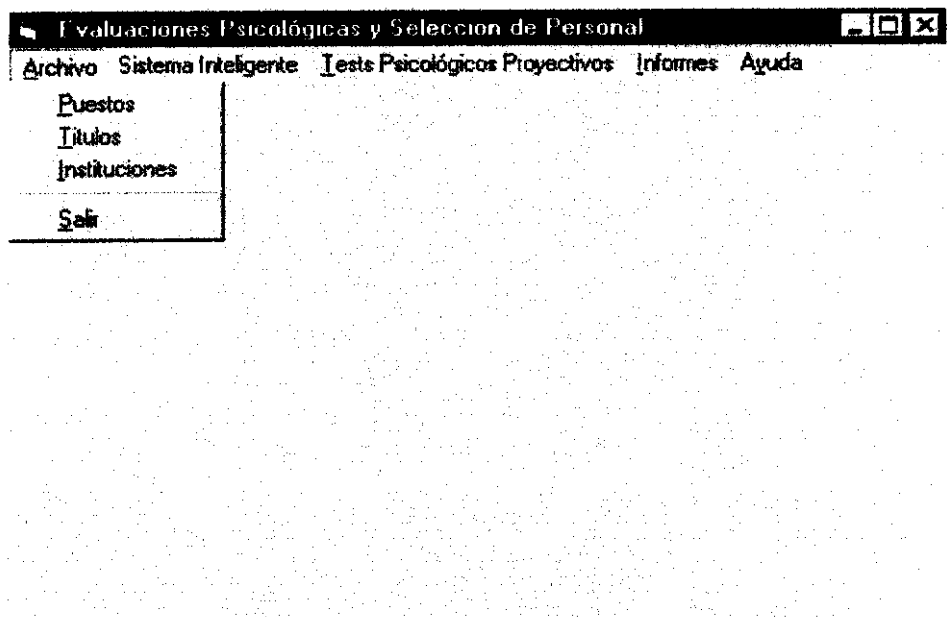 Evaluaciones Psicológicas y Seleccion de Personal
Archivo Sistema Inteligente Tests Psicológicos Proyectivos Informes Ayuda
Puestos
Titulos
Instituciones
Salir